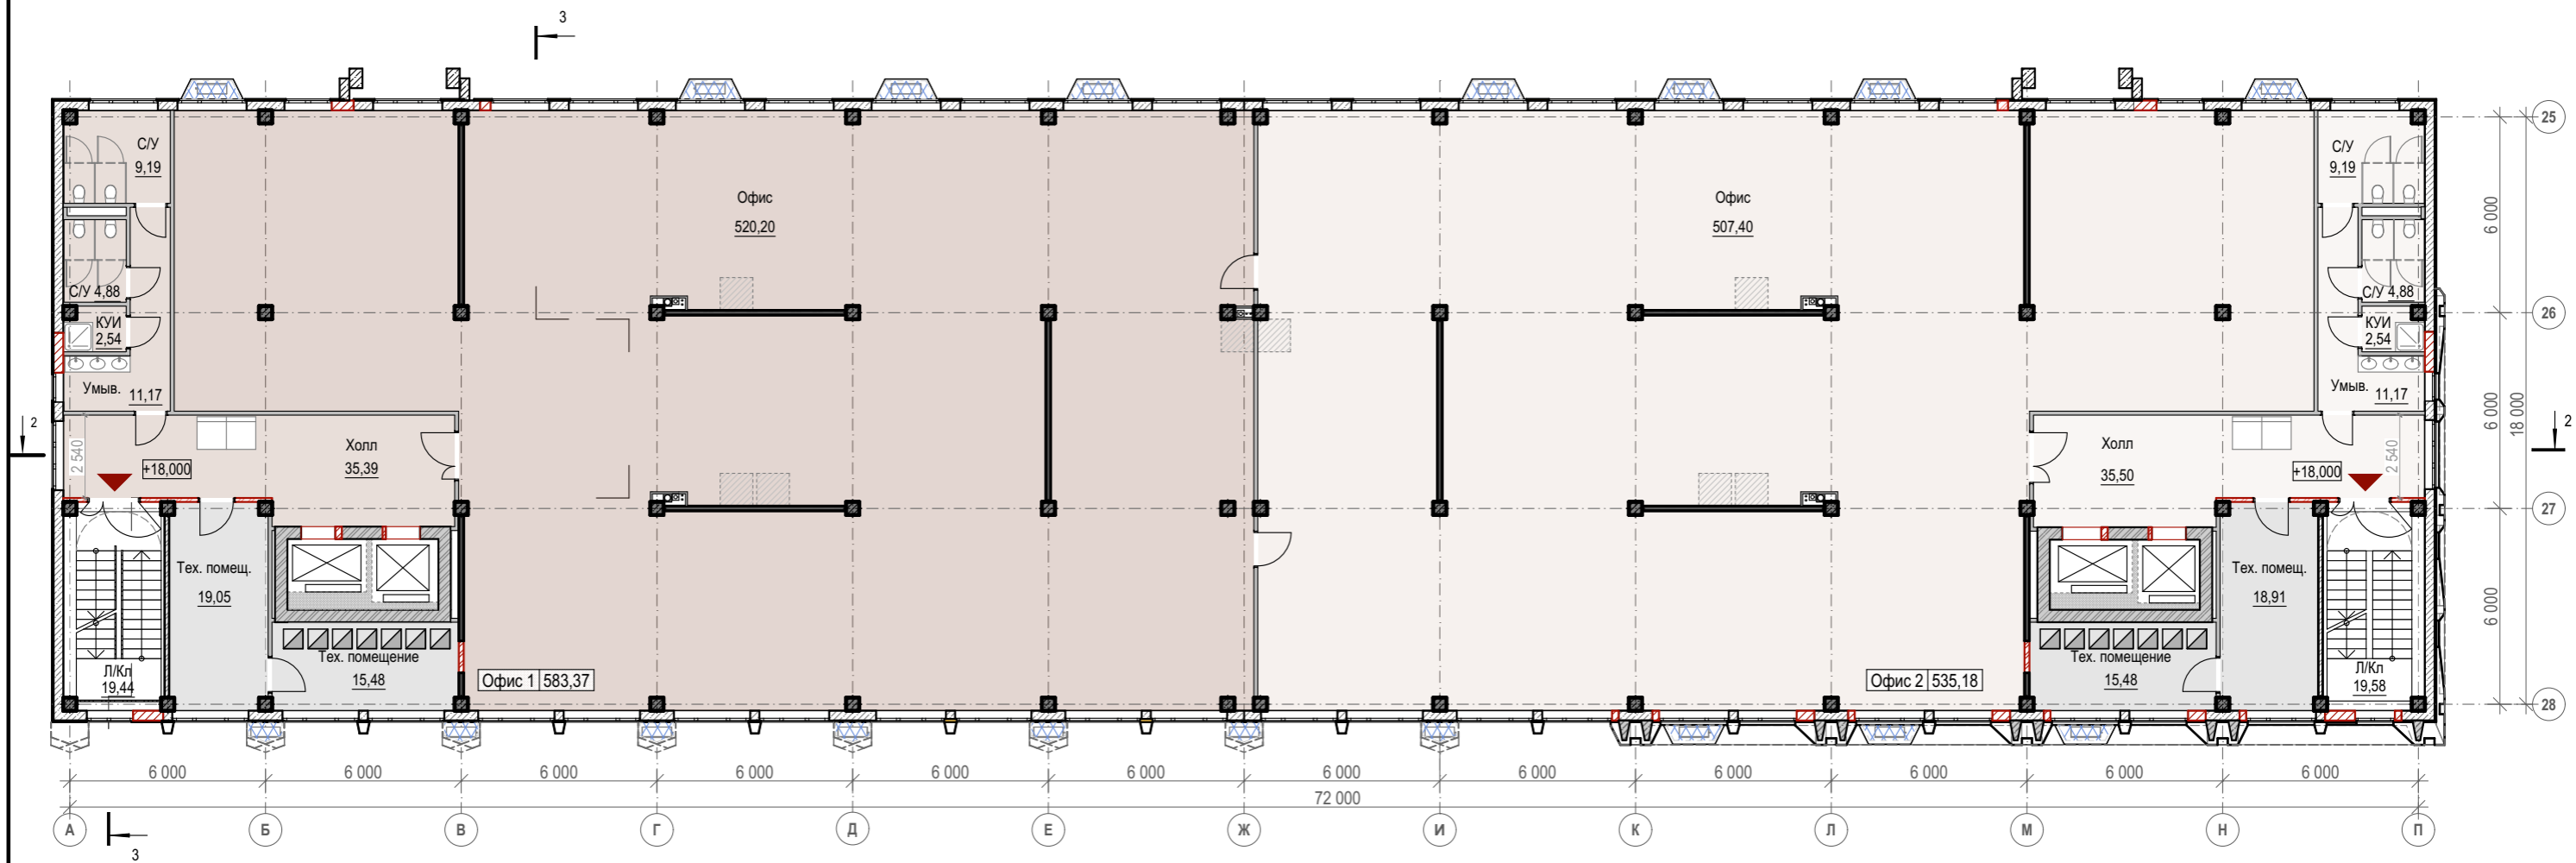 3
25
С/У
9,19
Офис
520,20
Офис
507,40
С/У
9,19
6 000
С/У 4,88
С/У 4,88
26
КУИ
2,54
КУИ
2,54
Умыв.
11,17
Умыв.
11,17
6 000
18 000
2
2
2 540
+18,000
Холл
35,39
Холл
35,50
+18,000
2 540
27
Тех. помещ.
19,05
Тех. помещ.
18,91
6 000
Л/Кл
19,44
Тех. помещение
15,48
Офис 1 583,37
Офис 2 535,18
Тех. помещение
15,48
Л/Кл
19,58
28
6 000 6 000 6 000 6 000 6 000 6 000 6 000 6 000 6 000 6 000 6 000 6 000
72 000
А Б В Г Д Е Ж И К Л М Н П
3